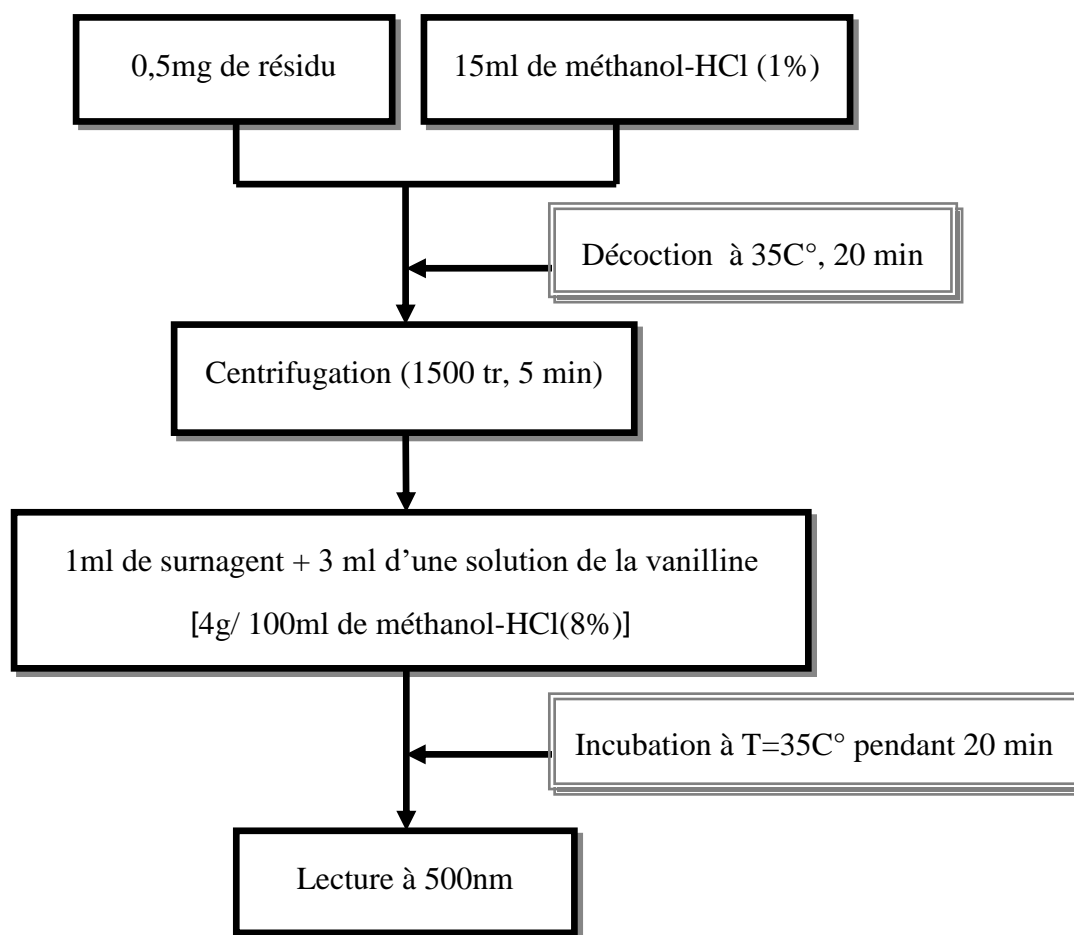 0,5mg de résidu
15ml de méthanol-HCl (1%)
Décoction à 35C°, 20 min
Centrifugation (1500 tr, 5 min)
1ml de surnagent + 3 ml d’une solution de la vanilline
[4g/ 100ml de méthanol-HCl(8%)]
Incubation à T=35C° pendant 20 min
Lecture à 500nm